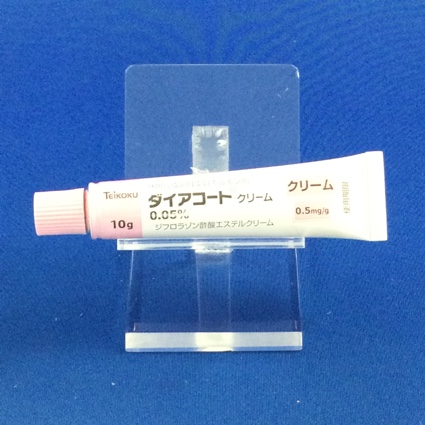 TEIKOKU
ダイアコート クリーム
0.05%
ジフロラゾン酢酸エステルクリーム
10g
クリーム
0.5mg/g